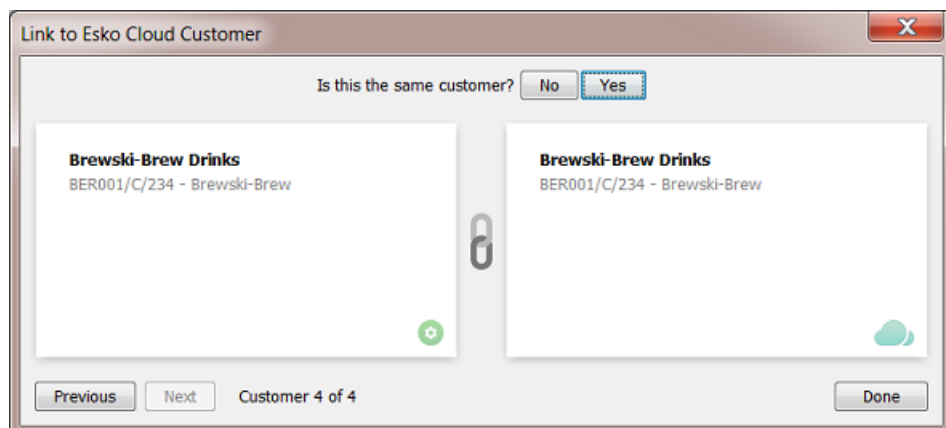 Link to Esko Cloud Customer
Is this the same customer? No Yes
Brewski-Brew Drinks
BER001/C/234 - Brewski-Brew
Brewski-Brew Drinks
BER001/C/234 - Brewski-Brew
Previous Next Customer 4 of 4 Done